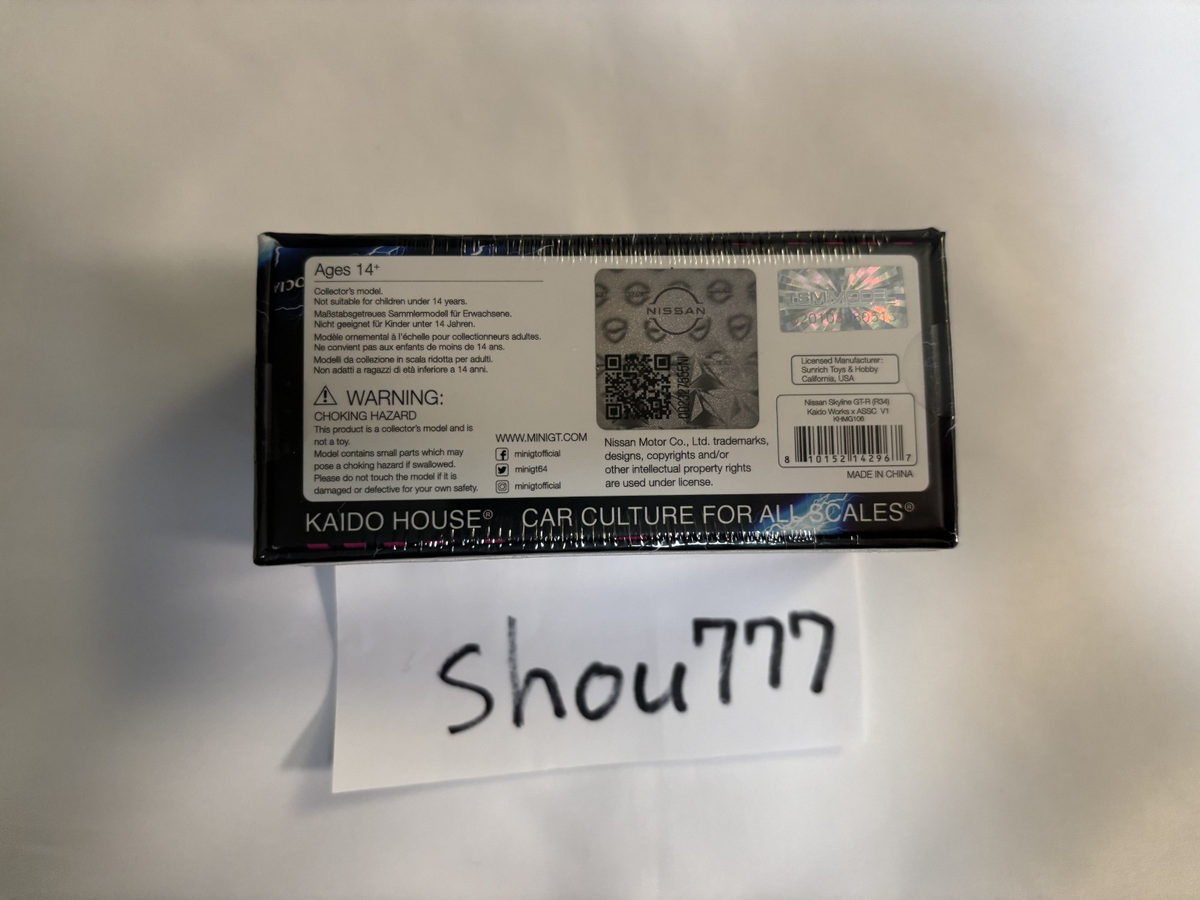 Ages 14+
Collector's model.
Not suitable for children under 14 years.
Maßstabsgetreues Sammlermodell für Erwachsene.
Nicht geeignet für Kinder unter 14 Jahren.
Modèle ornemental à l'échelle pour collectionneurs adultes.
Ne convient pas aux enfants de moins de 14 ans.
Modelli da collezione in scala ridotta per adulti.
Non adatti a ragazzi di età inferiore a 14 anni.
WARNING:
CHOKING HAZARD
This product is a collector's model and is
not a toy.
Model contains small parts which may
pose a choking hazard if swallowed.
Please do not touch the model if it is
damaged or defective for your own safety.
WWW.MINIGT.COM
minigtofficial
minigt64
minigtofficial
NISSAN
Nissan Motor Co., Ltd. trademarks,
designs, copyrights and/or
other intellectual property rights
are used under license.
Licensed Manufacturer:
Sunrich Toys & Hobby
California, USA
Nissan Skyline GT-R (R34)
Kaido Works x ASSC V1
KHMG106
8 10152 14296 7
MADE IN CHINA
KAIDO HOUSE® CAR CULTURE FOR ALL SCALES®
shou777